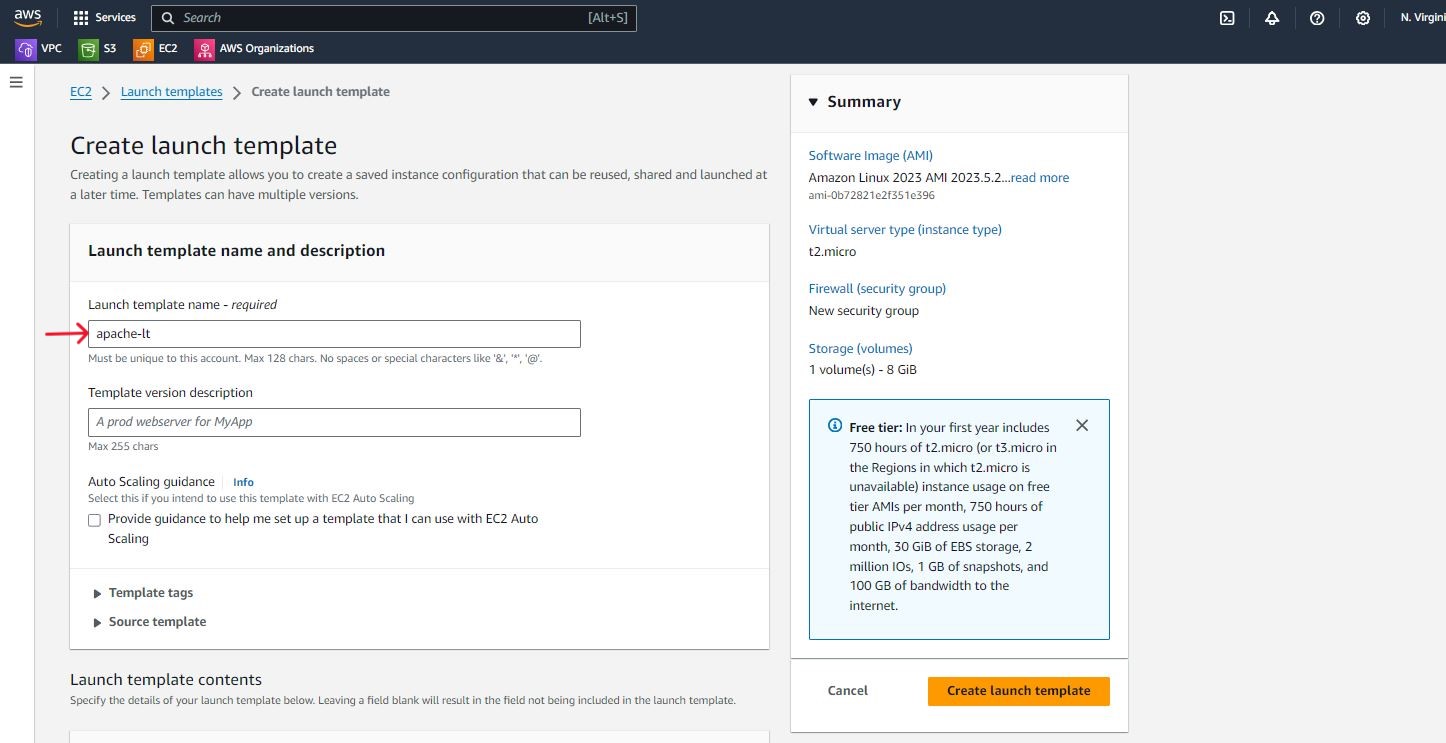 aws
Services
Search
[Alt+S]
N. Virgini
VPC
S3
EC2
AWS Organizations
EC2
Launch templates
Create launch template
Create launch template
Creating a launch template allows you to create a saved instance configuration that can be reused, shared and launched at
a later time. Templates can have multiple versions.
Launch template name and description
Launch template name - required
apache-lt
Must be unique to this account. Max 128 chars. No spaces or special characters like '&', '*', '@'.
Template version description
A prod webserver for MyApp
Max 255 chars
Auto Scaling guidance
Info
Select this if you intend to use this template with EC2 Auto Scaling
Provide guidance to help me set up a template that I can use with EC2 Auto
Scaling
Template tags
Source template
Launch template contents
Specify the details of your launch template below. Leaving a field blank will result in the field not being included in the launch template.
Summary
Software Image (AMI)
Amazon Linux 2023 AMI 2023.5.2...read more
ami-0b72821e2f351e396
Virtual server type (instance type)
t2.micro
Firewall (security group)
New security group
Storage (volumes)
1 volume(s) - 8 GiB
Free tier: In your first year includes
750 hours of t2.micro (or t3.micro in
the Regions in which t2.micro is
unavailable) instance usage on free
tier AMIs per month, 750 hours of
public IPv4 address usage per
month, 30 GiB of EBS storage, 2
million IOs, 1 GB of snapshots, and
100 GB of bandwidth to the
internet.
Cancel
Create launch template